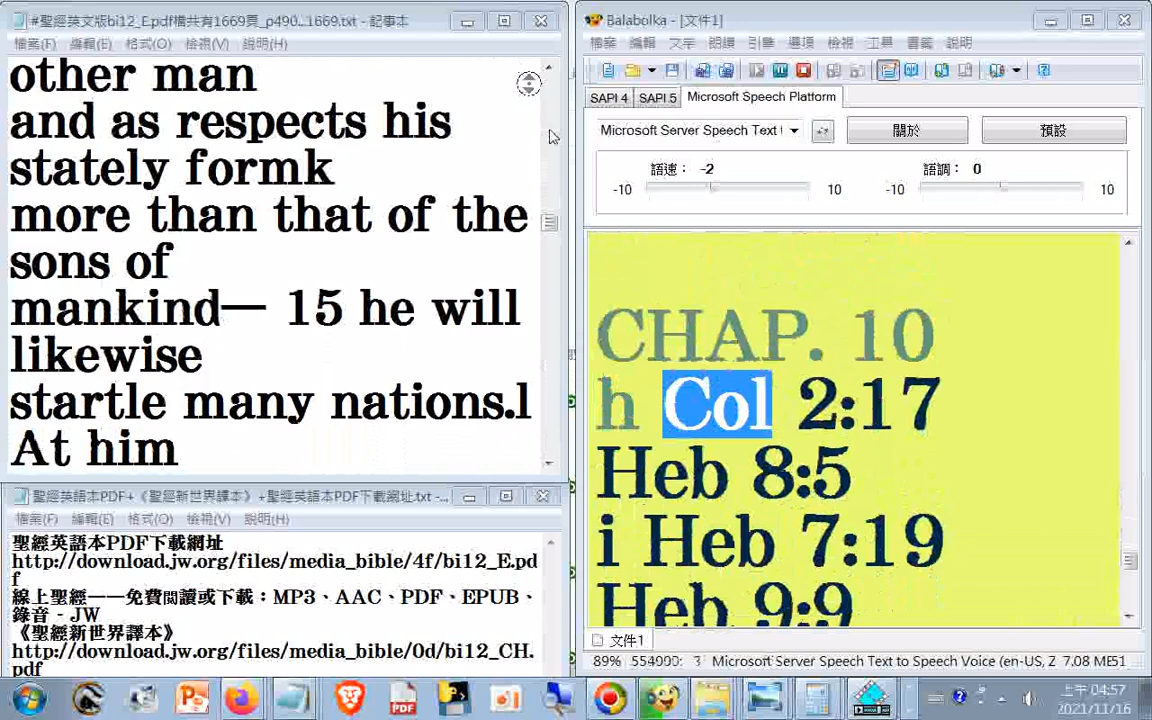 #聖經英文版bi12_E.pdf檔共有1669頁_p490...1669.txt - 記事本
檔案(F) 編輯(E) 格式(O) 檢視(V) 說明(H)
other man
and as respects his
stately formk
more than that of the
sons of
mankind— 15 he will
likewise
startle many nations.l
At him
聖經英語本PDF+《聖經新世界譯本》+聖經英語本PDF下載網址.txt -...
檔案(F) 編輯(E) 格式(O) 檢視(V) 說明(H)
聖經英語本PDF下載網址
http://download.jw.org/files/media_bible/4f/bi12_E.pd
f
線上聖經——免費閱讀或下載：MP3、AAC、PDF、EPUB、
錄音 - JW
《聖經新世界譯本》
http://download.jw.org/files/media_bible/0d/bi12_CH.
pdf
Balabolka - [文件1]
檔案 編輯 文字 朗讀 引擎 選項 檢視 工具 書籤 說明
SAPI 4 SAPI 5 Microsoft Speech Platform
Microsoft Server Speech Text
關於 預設
語速： -2 語調： 0
-10 10 -10 10
CHAP. 10
h Col 2:17
Heb 8:5
i Heb 7:19
Heb 9:9
文件1
89% 554000: Microsoft Server Speech Text to Speech Voice (en-US, Z 7.08 ME51
PDF
上午 04:57
2021/11/16